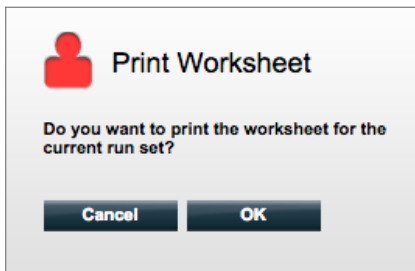 Print Worksheet
Do you want to print the worksheet for the
current run set?
Cancel OK